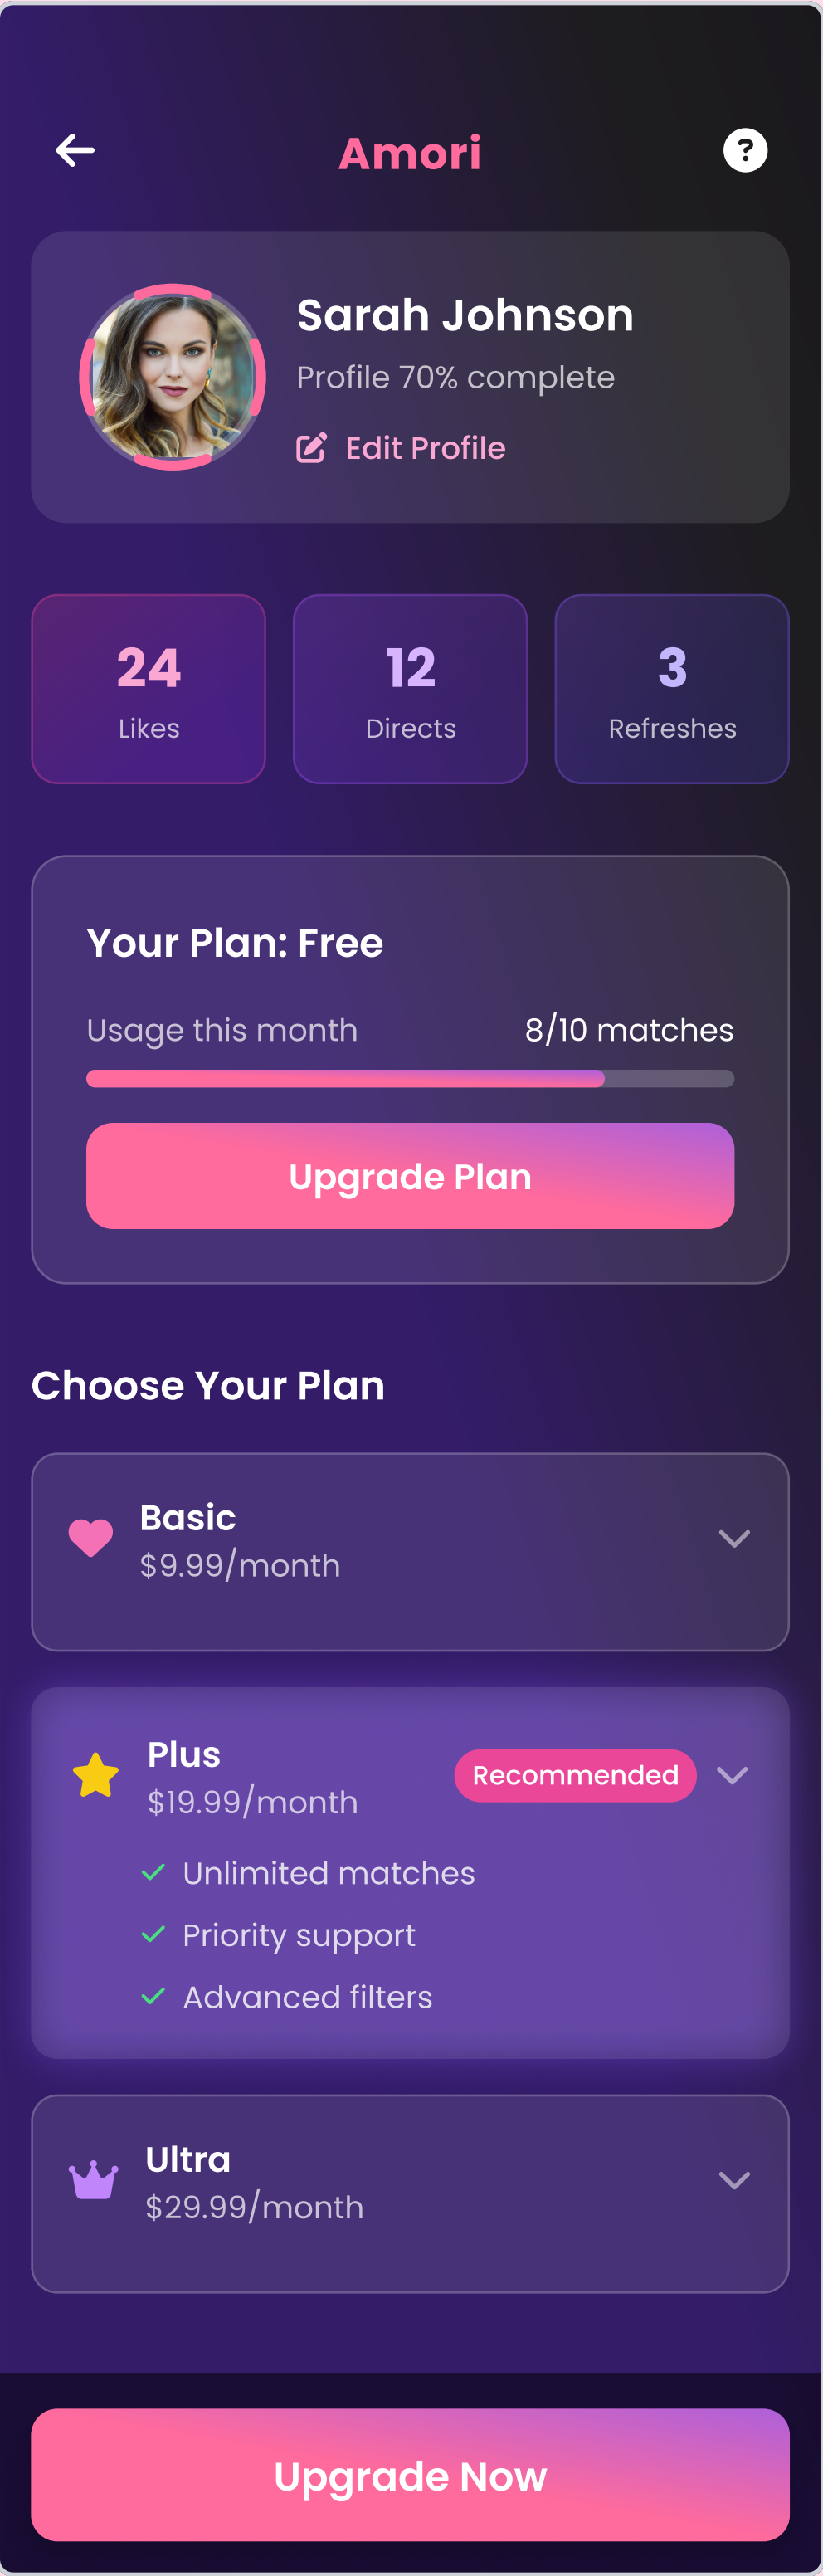 Amori
?
Sarah Johnson
Profile 70% complete
Edit Profile
24
Likes
12
Directs
3
Refreshes
Your Plan: Free
Usage this month
8/10 matches
Upgrade Plan
Choose Your Plan
Basic
$9.99/month
Plus
$19.99/month
Recommended
Unlimited matches
Priority support
Advanced filters
Ultra
$29.99/month
Upgrade Now